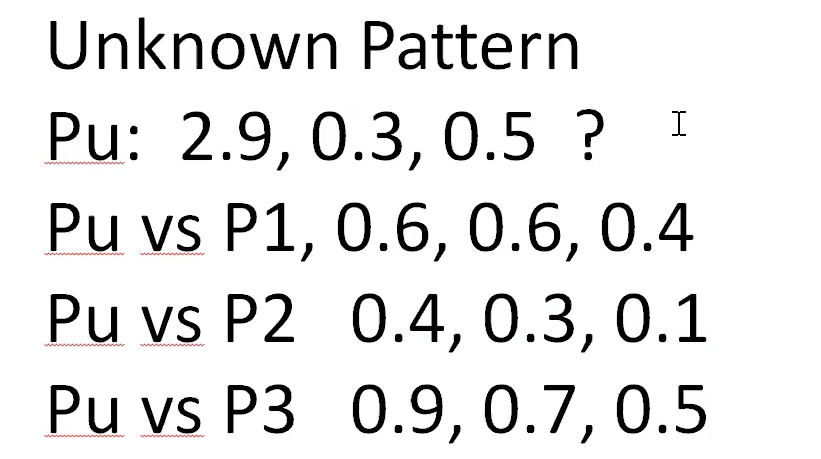 Unknown Pattern
Pu: 2.9, 0.3, 0.5 ?
Pu vs P1, 0.6, 0.6, 0.4
Pu vs P2 0.4, 0.3, 0.1
Pu vs P3 0.9, 0.7, 0.5